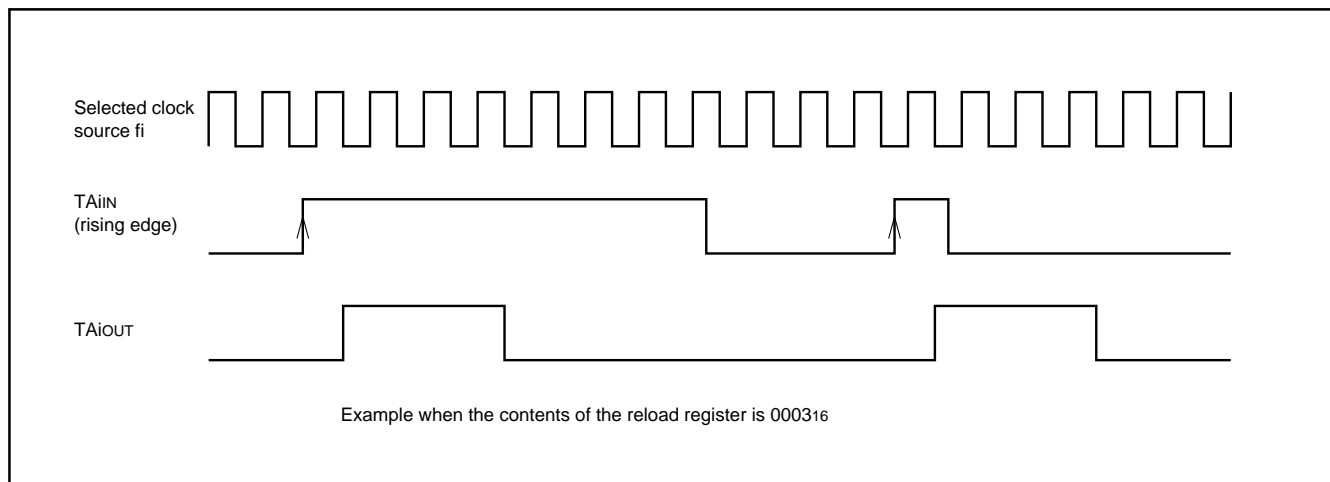 Selected clock
source fi
TAiIN
(rising edge)
TAiOUT
Example when the contents of the reload register is 000316